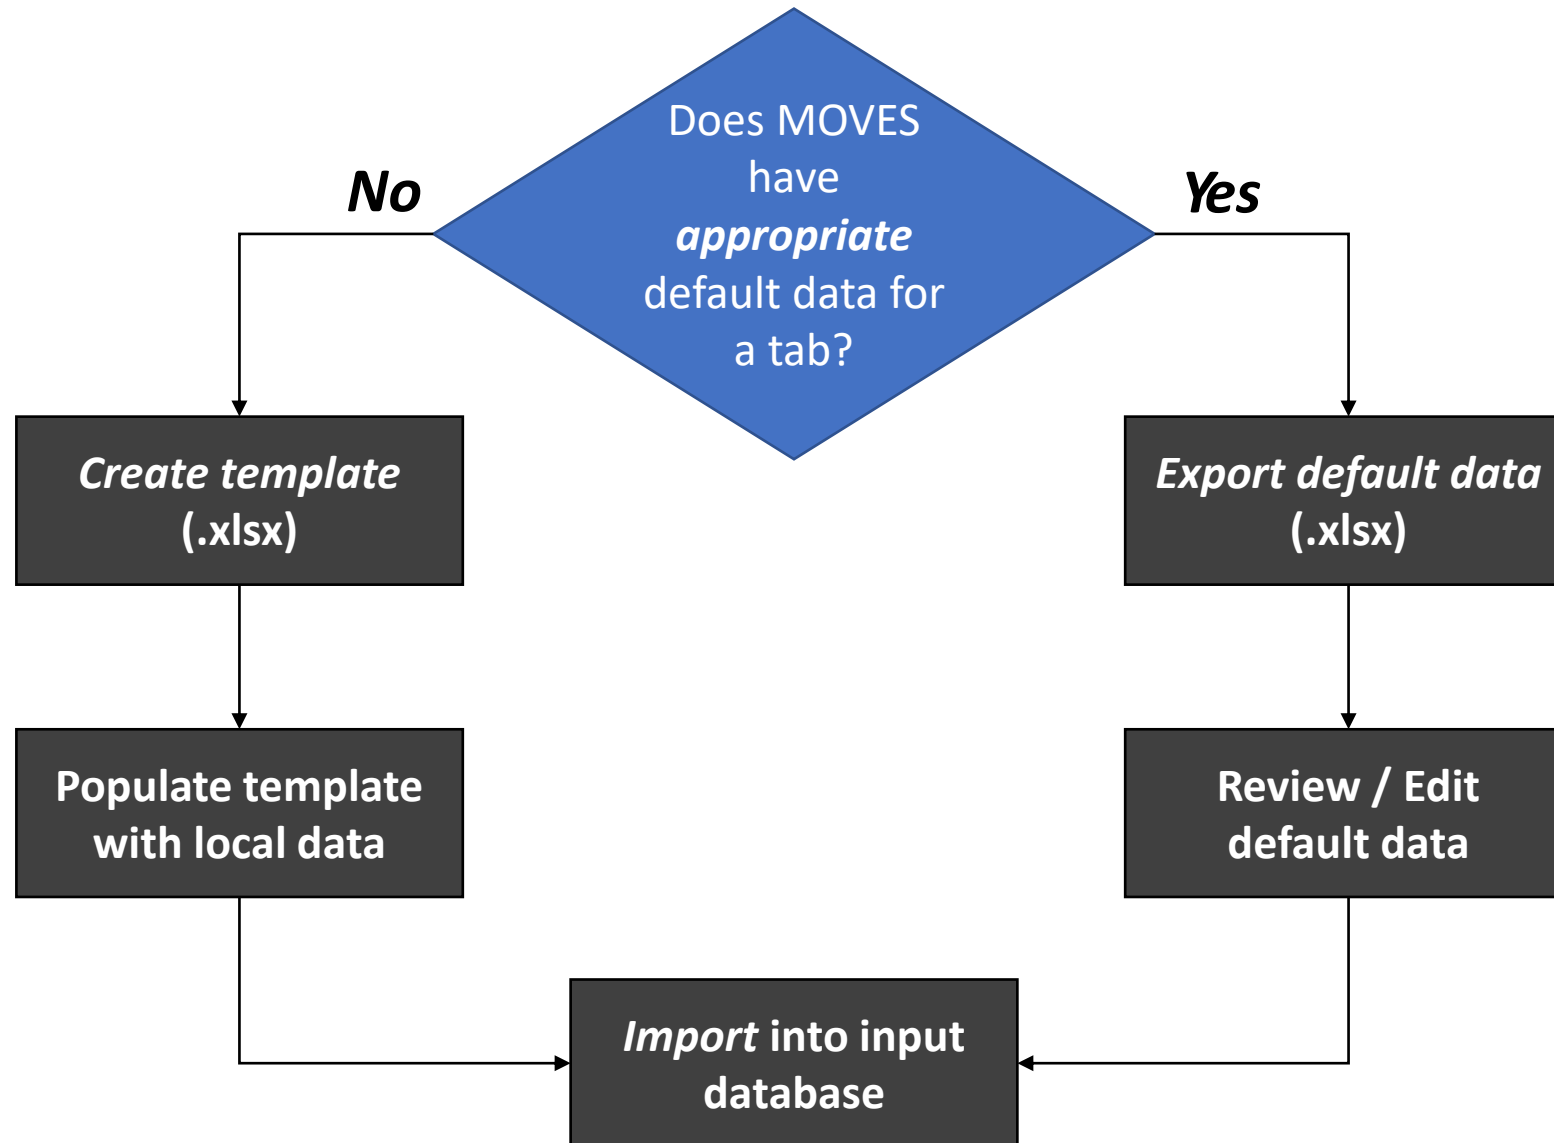 Does MOVES
have
appropriate
default data for
a tab?
No
Yes
Create template
(.xlsx)
Export default data
(.xlsx)
Populate template
with local data
Review / Edit
default data
Import into input
database